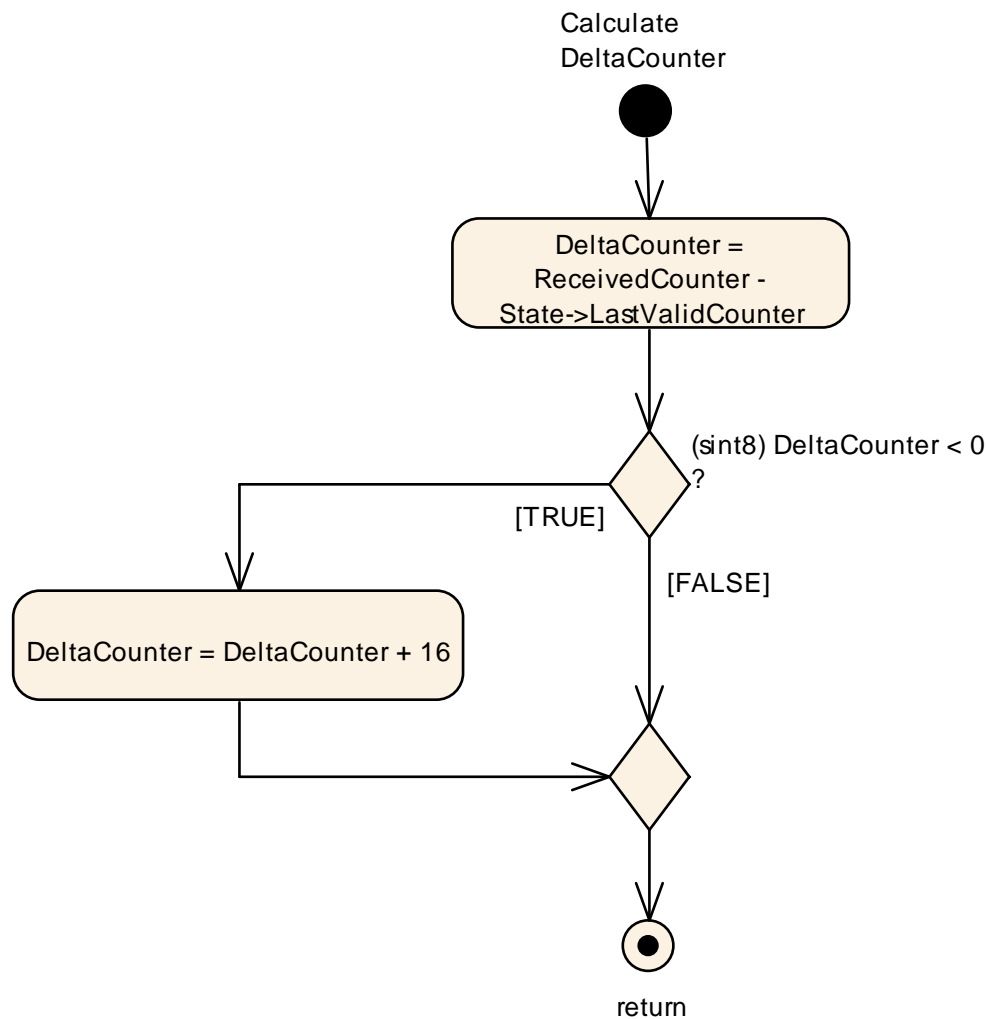 Calculate
DeltaCounter
DeltaCounter =
ReceivedCounter -
State->LastValidCounter
(sint8) DeltaCounter < 0
?
[TRUE]
[FALSE]
DeltaCounter = DeltaCounter + 16
return